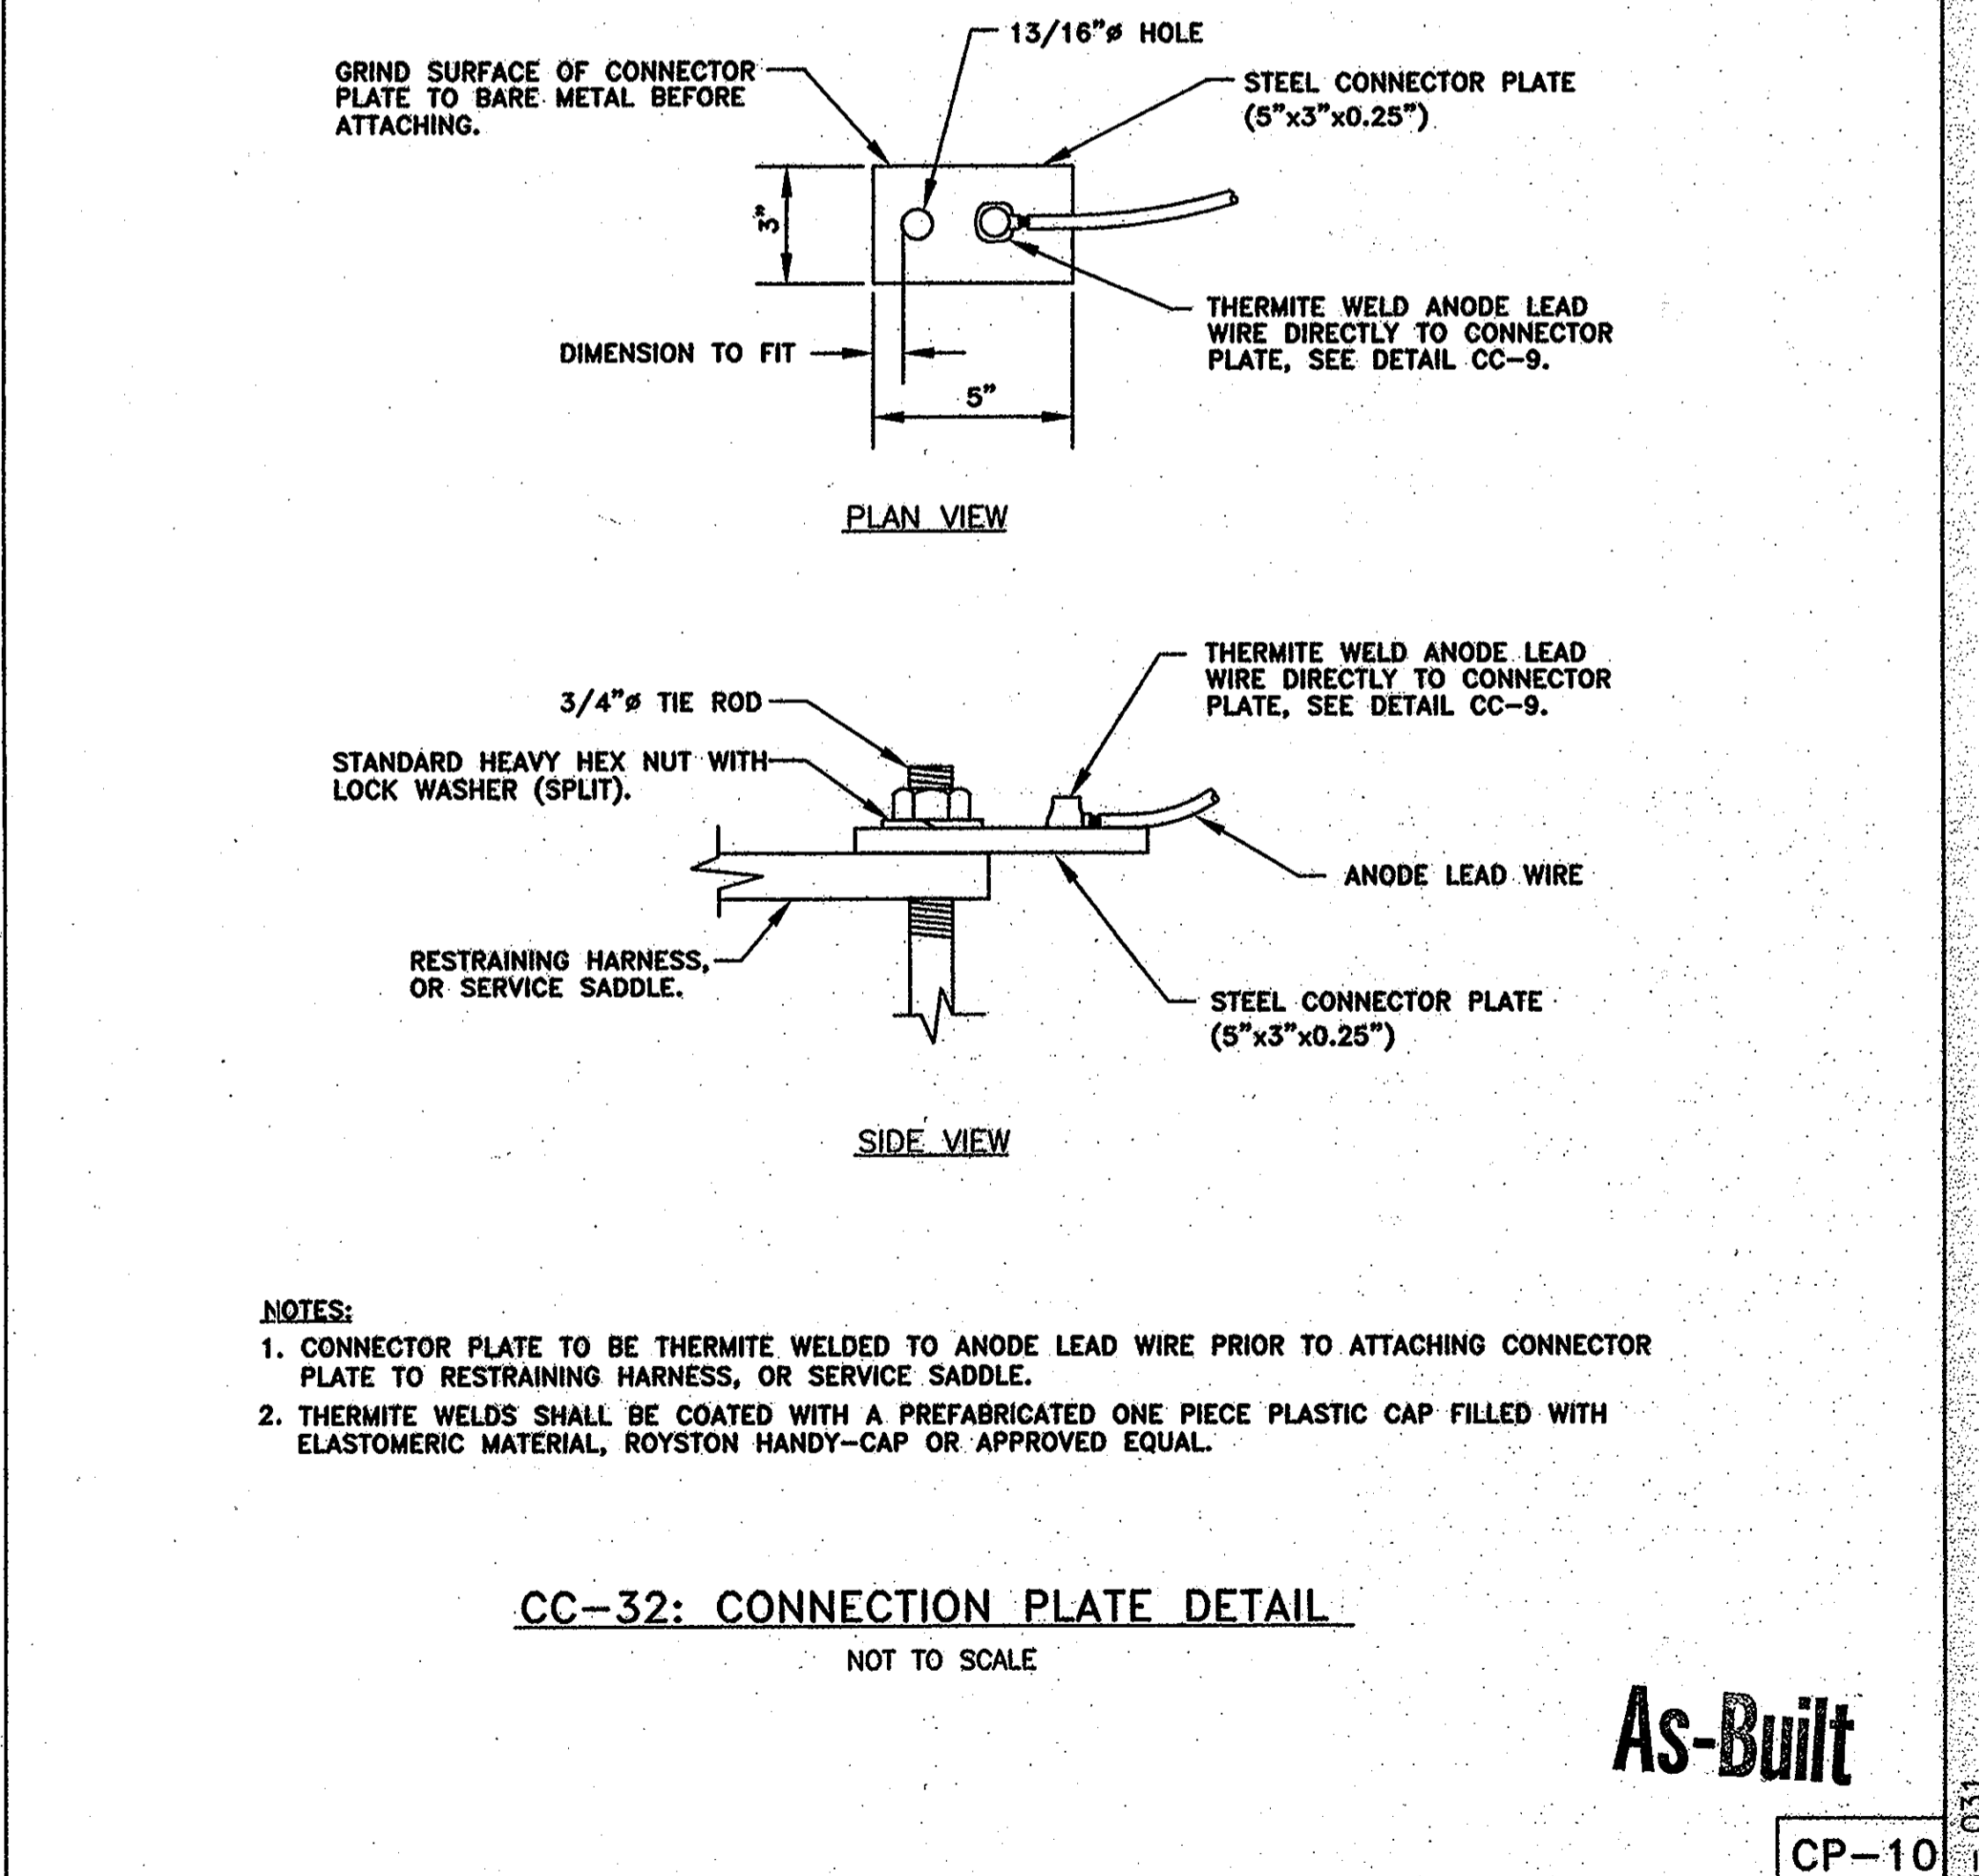 13/16"ø HOLE
GRIND SURFACE OF CONNECTOR
PLATE TO BARE METAL BEFORE
ATTACHING.
STEEL CONNECTOR PLATE
(5"x3"x0.25")
3"
THERMITE WELD ANODE LEAD
WIRE DIRECTLY TO CONNECTOR
PLATE, SEE DETAIL CC-9.
DIMENSION TO FIT
5"
PLAN VIEW
THERMITE WELD ANODE LEAD
WIRE DIRECTLY TO CONNECTOR
PLATE, SEE DETAIL CC-9.
3/4"ø TIE ROD
STANDARD HEAVY HEX NUT WITH
LOCK WASHER (SPLIT).
ANODE LEAD WIRE
RESTRAINING HARNESS,
OR SERVICE SADDLE.
STEEL CONNECTOR PLATE
(5"x3"x0.25")
SIDE VIEW
NOTES:
1. CONNECTOR PLATE TO BE THERMITE WELDED TO ANODE LEAD WIRE PRIOR TO ATTACHING CONNECTOR
PLATE TO RESTRAINING HARNESS, OR SERVICE SADDLE.
2. THERMITE WELDS SHALL BE COATED WITH A PREFABRICATED ONE PIECE PLASTIC CAP FILLED WITH
ELASTOMERIC MATERIAL, ROYSTON HANDY-CAP OR APPROVED EQUAL.
CC-32: CONNECTION PLATE DETAIL
NOT TO SCALE
As-Built
CP-10